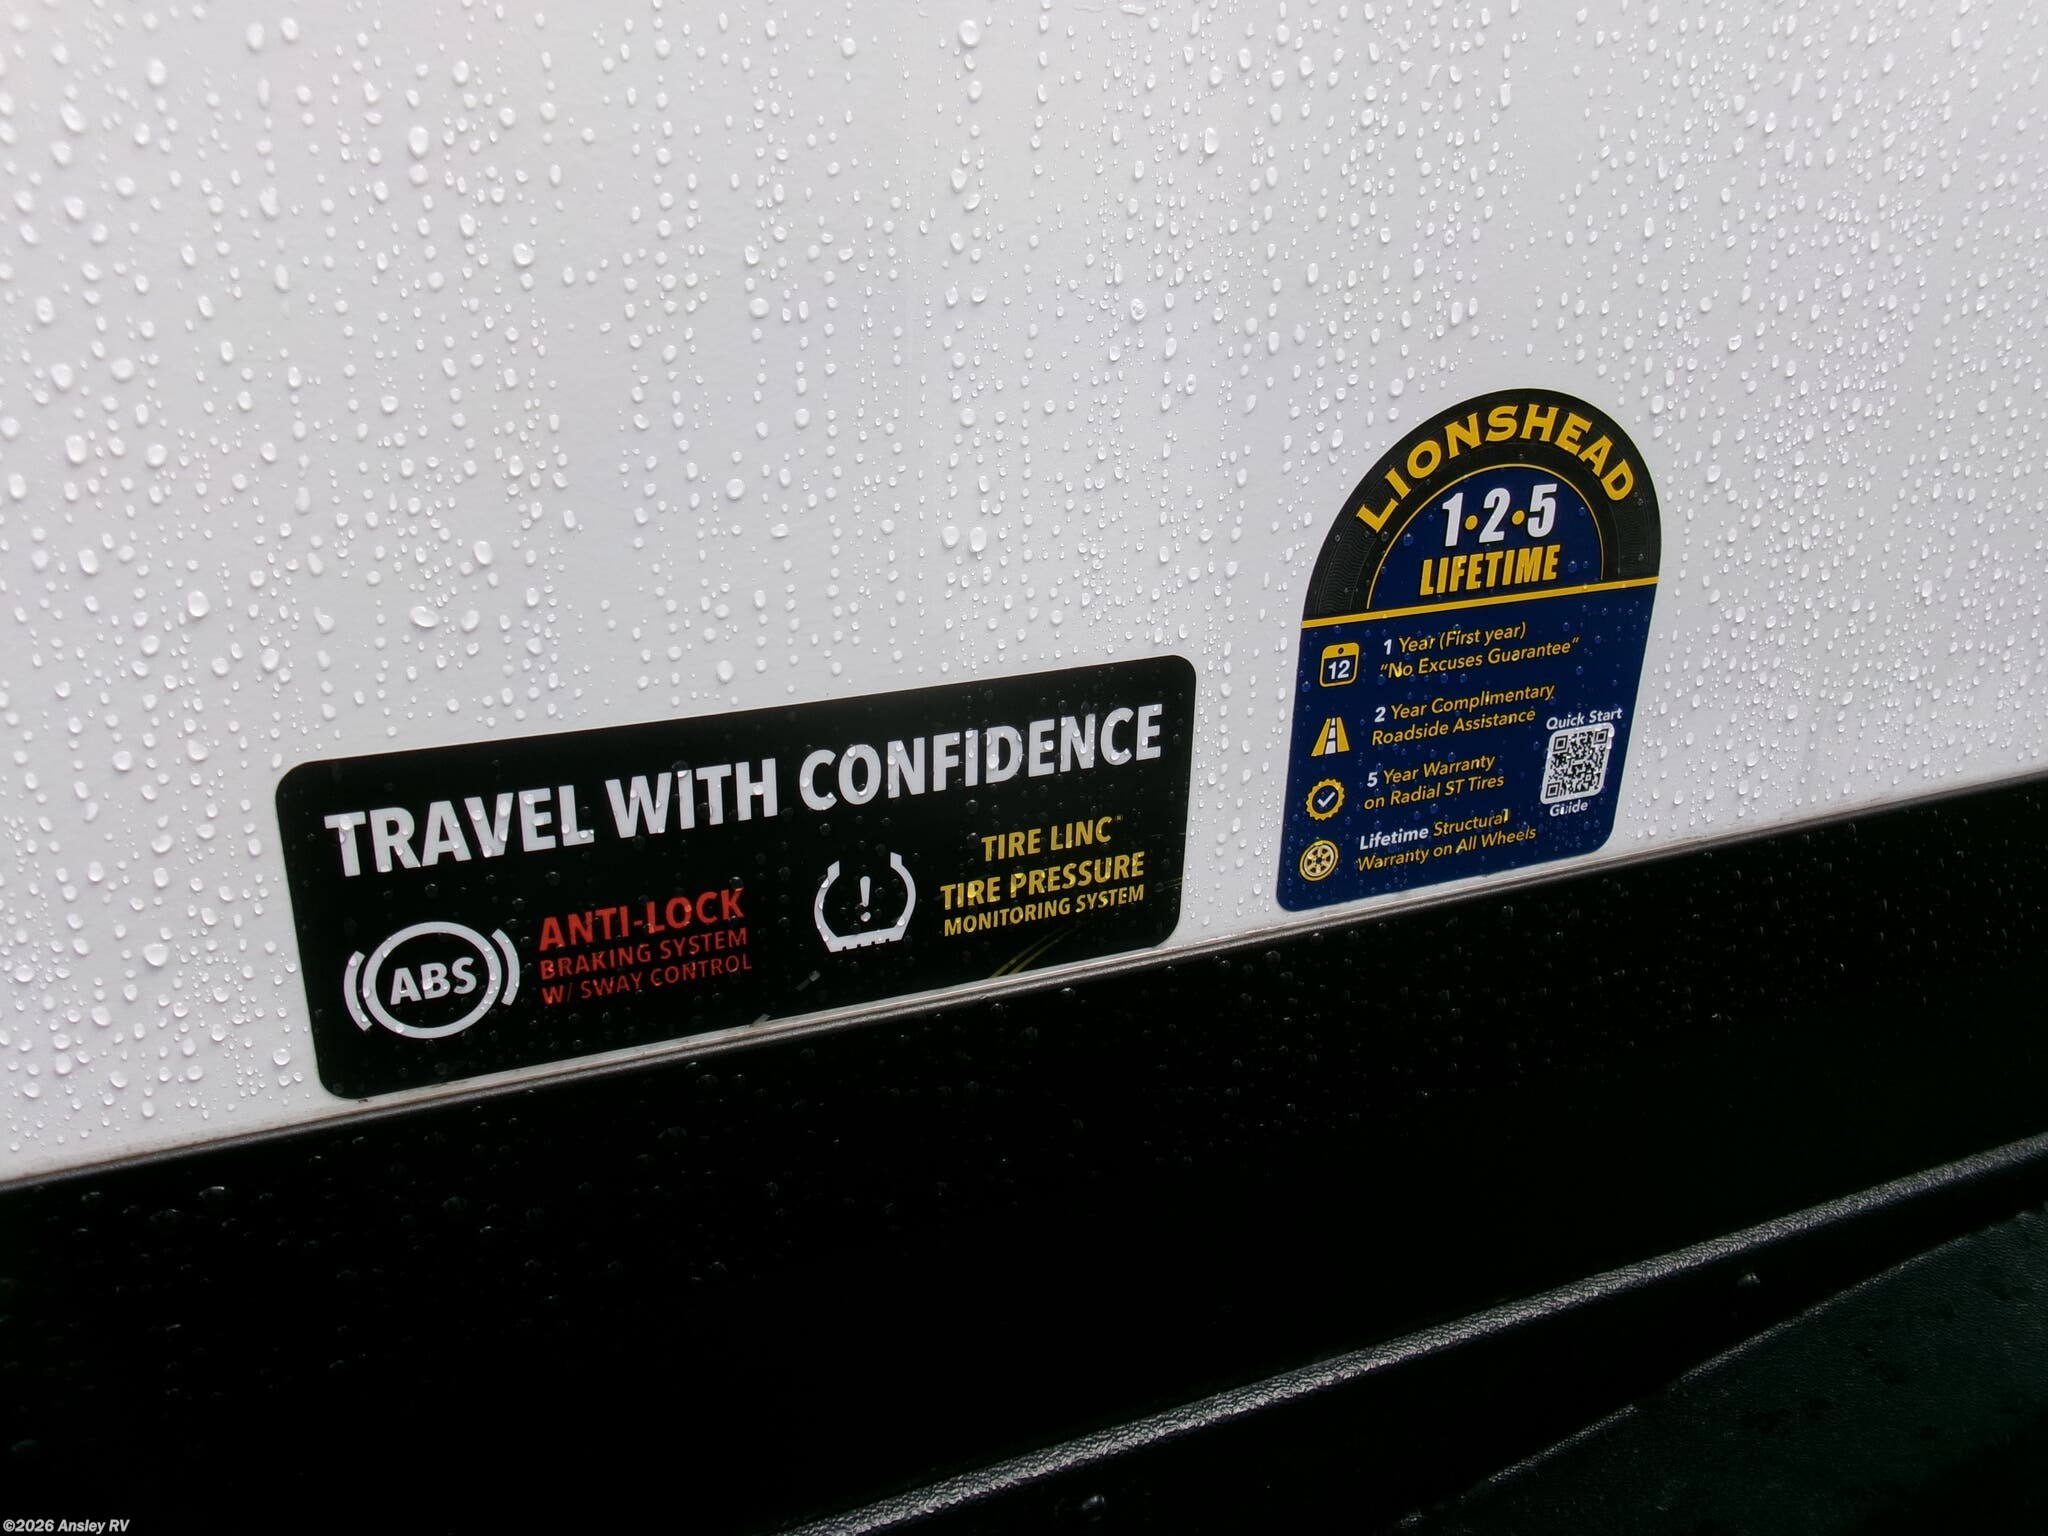 TRAVEL WITH CONFIDENCE
ABS
ANTI-LOCK
BRAKING SYSTEM
W/ SWAY CONTROL
!
TIRE LINC
TIRE PRESSURE
MONITORING SYSTEM
LIONSHEAD
1•2•5
LIFETIME
12
1 Year (First year)
"No Excuses Guarantee"
2 Year Complimentary
Roadside Assistance
5 Year Warranty
on Radial ST Tires
Lifetime Structural
Warranty on All Wheels
Quick Start
Guide
©2026 Ansley RV